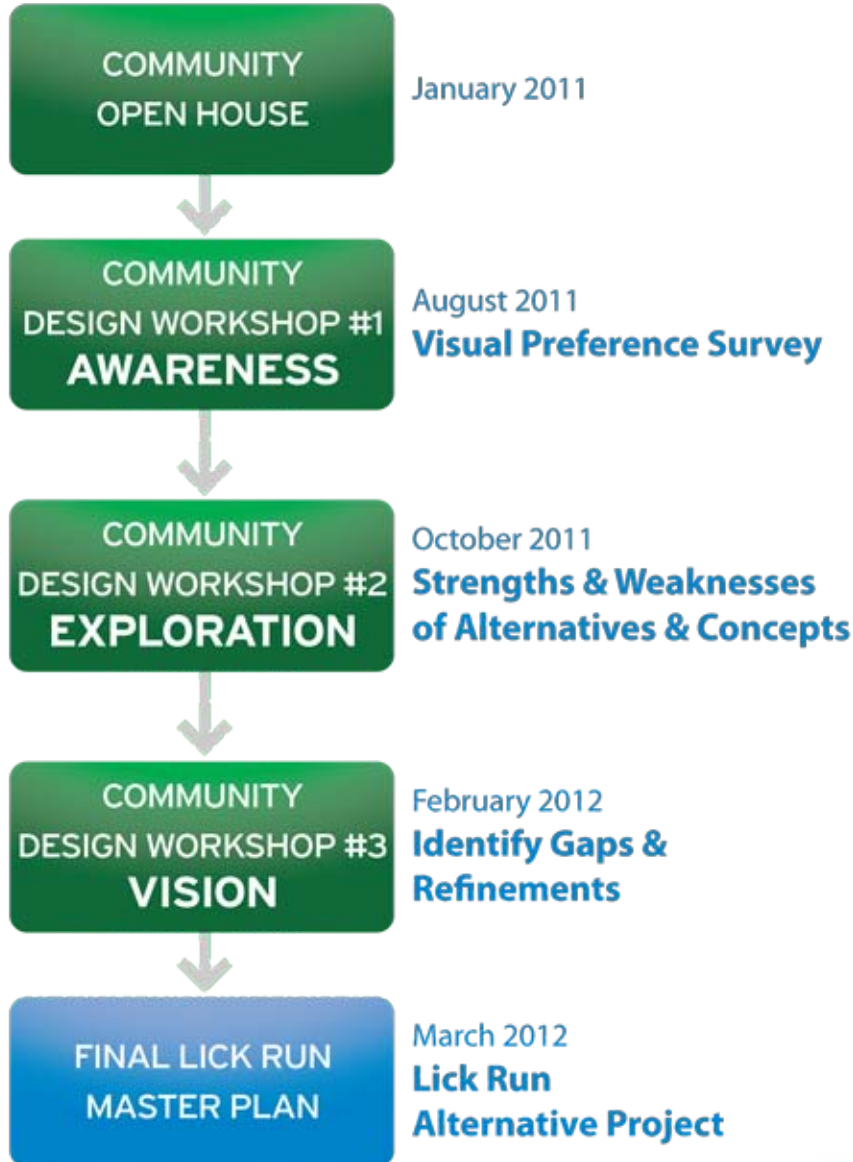 COMMUNITY
OPEN HOUSE
January 2011
COMMUNITY
DESIGN WORKSHOP #1
AWARENESS
August 2011
Visual Preference Survey
COMMUNITY
DESIGN WORKSHOP #2
EXPLORATION
October 2011
Strengths & Weaknesses
of Alternatives & Concepts
COMMUNITY
DESIGN WORKSHOP #3
VISION
February 2012
Identify Gaps &
Refinements
FINAL LICK RUN
MASTER PLAN
March 2012
Lick Run
Alternative Project